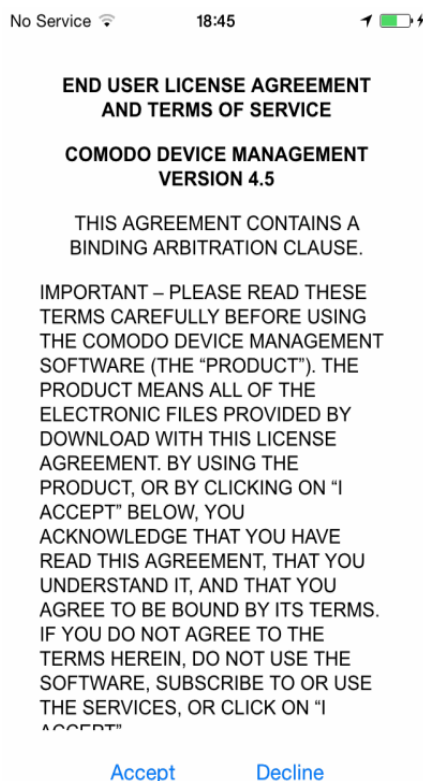 No Service 18:45
END USER LICENSE AGREEMENT
AND TERMS OF SERVICE
COMODO DEVICE MANAGEMENT
VERSION 4.5
THIS AGREEMENT CONTAINS A
BINDING ARBITRATION CLAUSE.
IMPORTANT – PLEASE READ THESE
TERMS CAREFULLY BEFORE USING
THE COMODO DEVICE MANAGEMENT
SOFTWARE (THE “PRODUCT”). THE
PRODUCT MEANS ALL OF THE
ELECTRONIC FILES PROVIDED BY
DOWNLOAD WITH THIS LICENSE
AGREEMENT. BY USING THE
PRODUCT, OR BY CLICKING ON “I
ACCEPT” BELOW, YOU
ACKNOWLEDGE THAT YOU HAVE
READ THIS AGREEMENT, THAT YOU
UNDERSTAND IT, AND THAT YOU
AGREE TO BE BOUND BY ITS TERMS.
IF YOU DO NOT AGREE TO THE
TERMS HEREIN, DO NOT USE THE
SOFTWARE, SUBSCRIBE TO OR USE
THE SERVICES, OR CLICK ON “I
ACCEPT”
Accept Decline